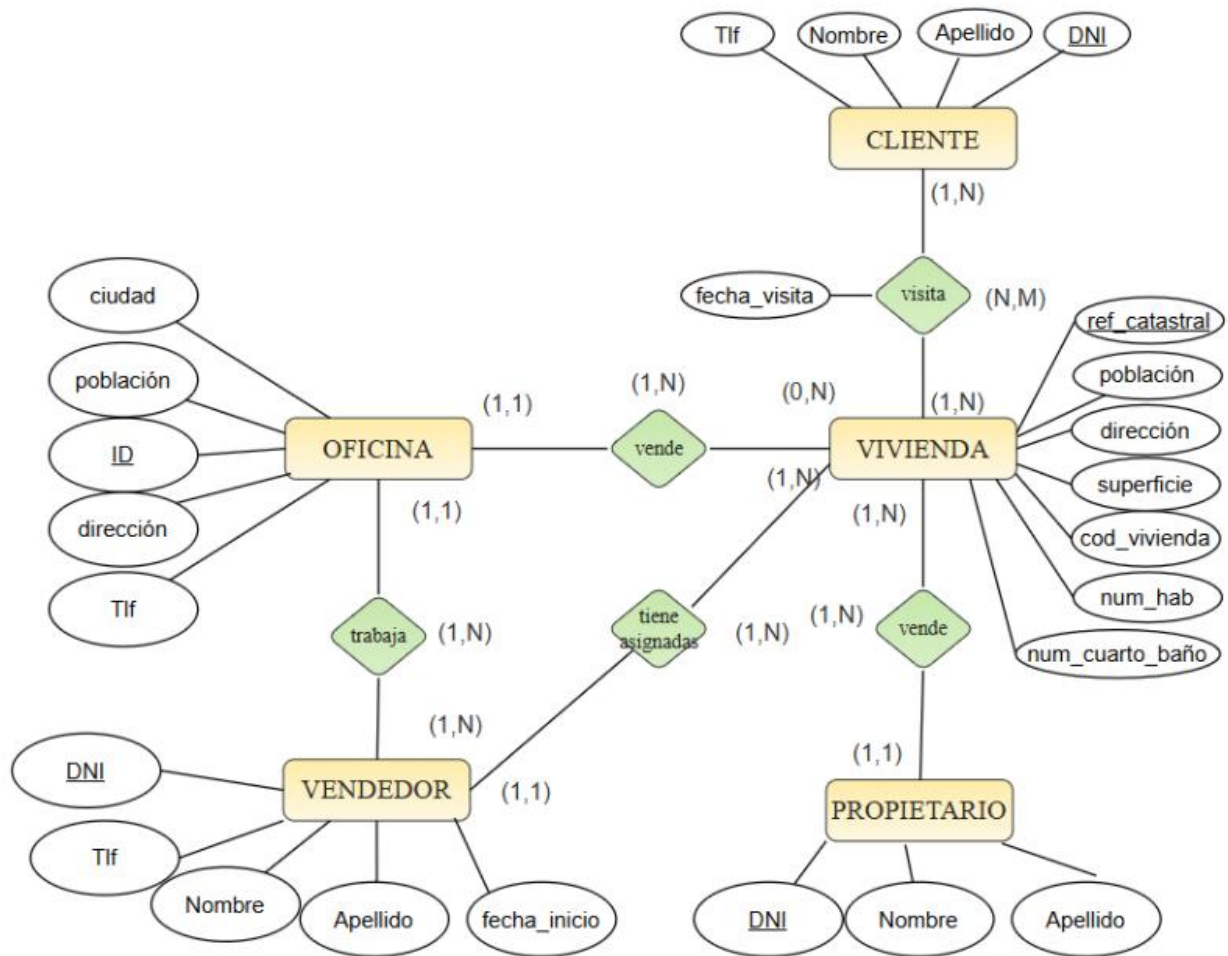 Tlf
Nombre
Apellido
DNI
CLIENTE
(1,N)
fecha_visita
visita
(N,M)
ciudad
población
ID
dirección
Tlf
OFICINA
(1,1)
(1,N)
vende
(0,N)
(1,N)
VIVIENDA
ref_catastral
población
dirección
superficie
cod_vivienda
num_hab
num_cuarto_baño
(1,1)
(1,N)
(1,N)
trabaja
(1,N)
tiene
asignadas
(1,N)
(1,N)
vende
(1,N)
(1,1)
(1,1)
VENDEDOR
PROPIETARIO
DNI
Tlf
Nombre
Apellido
fecha_inicio
DNI
Nombre
Apellido